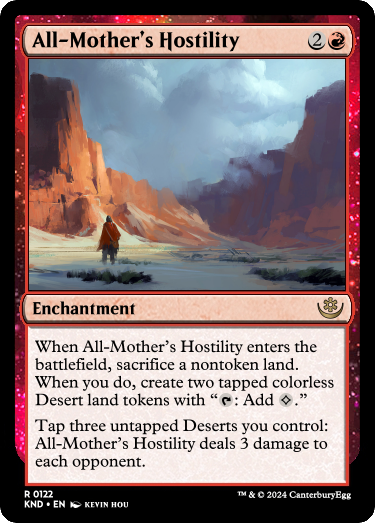 All-Mother's Hostility 2
Enchantment
When All-Mother's Hostility enters the
battlefield, sacrifice a nontoken land.
When you do, create two tapped colorless
Desert land tokens with “: Add .”
Tap three untapped Deserts you control:
All-Mother's Hostility deals 3 damage to
each opponent.
R 0122
KND • EN KEVIN HOU
™ & © 2024 CanterburyEgg